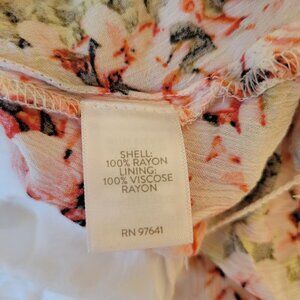 SHELL:
100% RAYON
LINING:
100% VISCOSE
RAYON
RN 97641